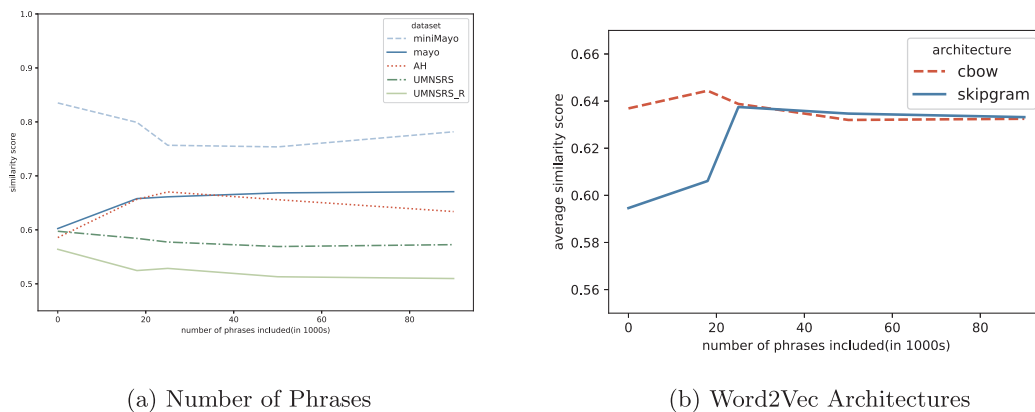 1.0
0.9
0.8
0.7
0.6
0.5
similarity score
0
20
40
60
80
number of phrases included(in 1000s)
dataset
miniMayo
mayo
AH
UMNSRS
UMNSRS_R
(a) Number of Phrases
0.66
0.64
0.62
0.60
0.58
0.56
average similarity score
0
20
40
60
80
number of phrases included(in 1000s)
architecture
cbow
skipgram
(b) Word2Vec Architectures